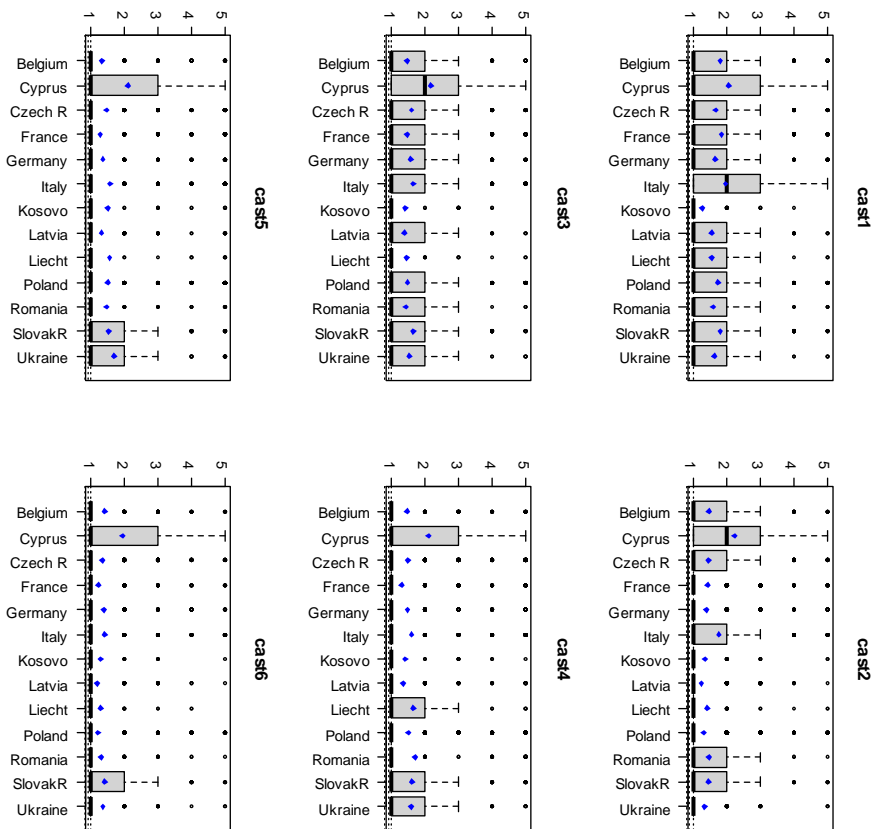 1 2 3 4 5
Belgium
Cyprus
Czech R
France
Germany
Italy
Kosovo
Latvia
Liecht
Poland
Romania
SlovakR
Ukraine
cast5
1 2 3 4 5
Belgium
Cyprus
Czech R
France
Germany
Italy
Kosovo
Latvia
Liecht
Poland
Romania
SlovakR
Ukraine
cast3
1 2 3 4 5
Belgium
Cyprus
Czech R
France
Germany
Italy
Kosovo
Latvia
Liecht
Poland
Romania
SlovakR
Ukraine
cast1
1 2 3 4 5
Belgium
Cyprus
Czech R
France
Germany
Italy
Kosovo
Latvia
Liecht
Poland
Romania
SlovakR
Ukraine
cast6
1 2 3 4 5
Belgium
Cyprus
Czech R
France
Germany
Italy
Kosovo
Latvia
Liecht
Poland
Romania
SlovakR
Ukraine
cast4
1 2 3 4 5
Belgium
Cyprus
Czech R
France
Germany
Italy
Kosovo
Latvia
Liecht
Poland
Romania
SlovakR
Ukraine
cast2